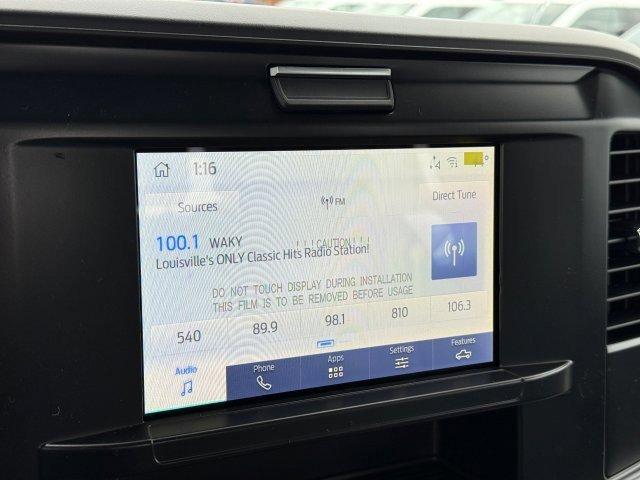 1:16
Sources
FM
Direct Tune
100.1 WAKY
!!!CAUTION!!!
Louisville's ONLY Classic Hits Radio Station!
DO NOT TOUCH DISPLAY DURING INSTALLATION
THIS FILM IS TO BE REMOVED BEFORE USAGE
540 89.9 98.1 810 106.3
Audio Phone Apps Settings Features